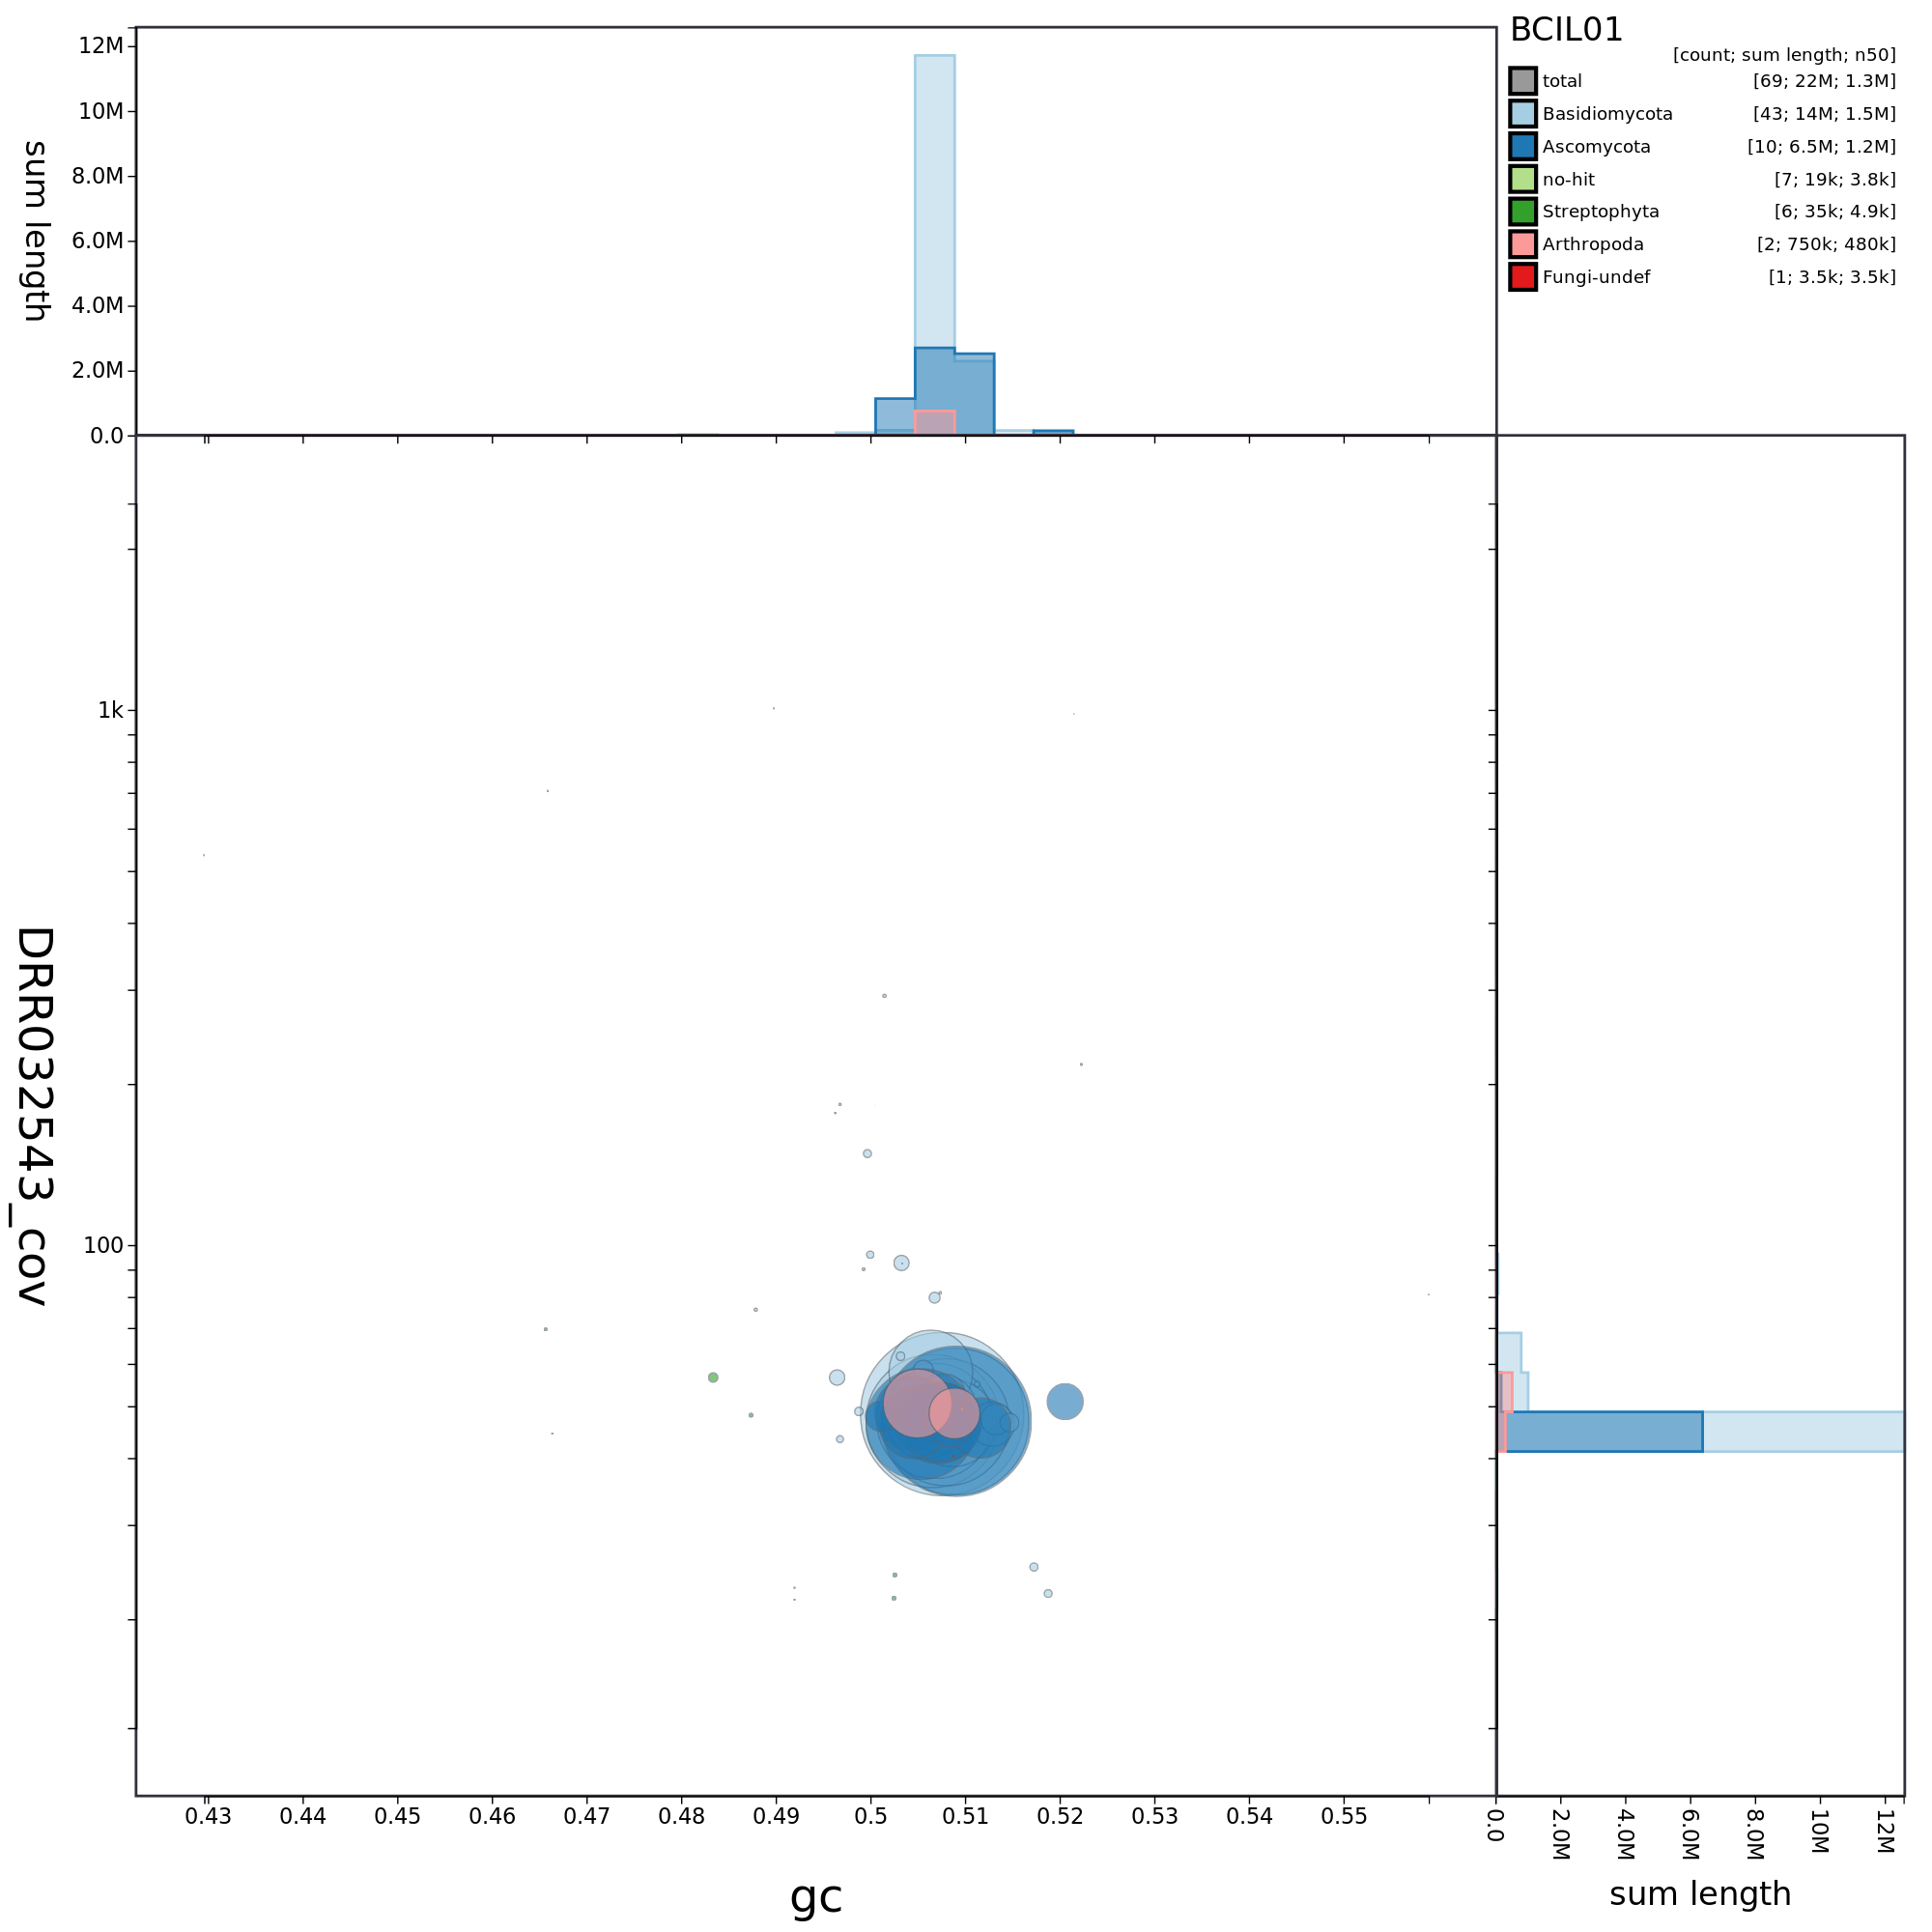 BCIL01
[count; sum length; n50]
total [69; 22M; 1.3M]
Basidiomycota [43; 14M; 1.5M]
Ascomycota [10; 6.5M; 1.2M]
no-hit [7; 19k; 3.8k]
Streptophyta [6; 35k; 4.9k]
Arthropoda [2; 750k; 480k]
Fungi-undef [1; 3.5k; 3.5k]
sum length
12M
10M
8.0M
6.0M
4.0M
2.0M
0.0
DRR032543_cov
1k
100
0.43 0.44 0.45 0.46 0.47 0.48 0.49 0.5 0.51 0.52 0.53 0.54 0.55
gc
0.0 2.0M 4.0M 6.0M 8.0M 10M 12M
sum length